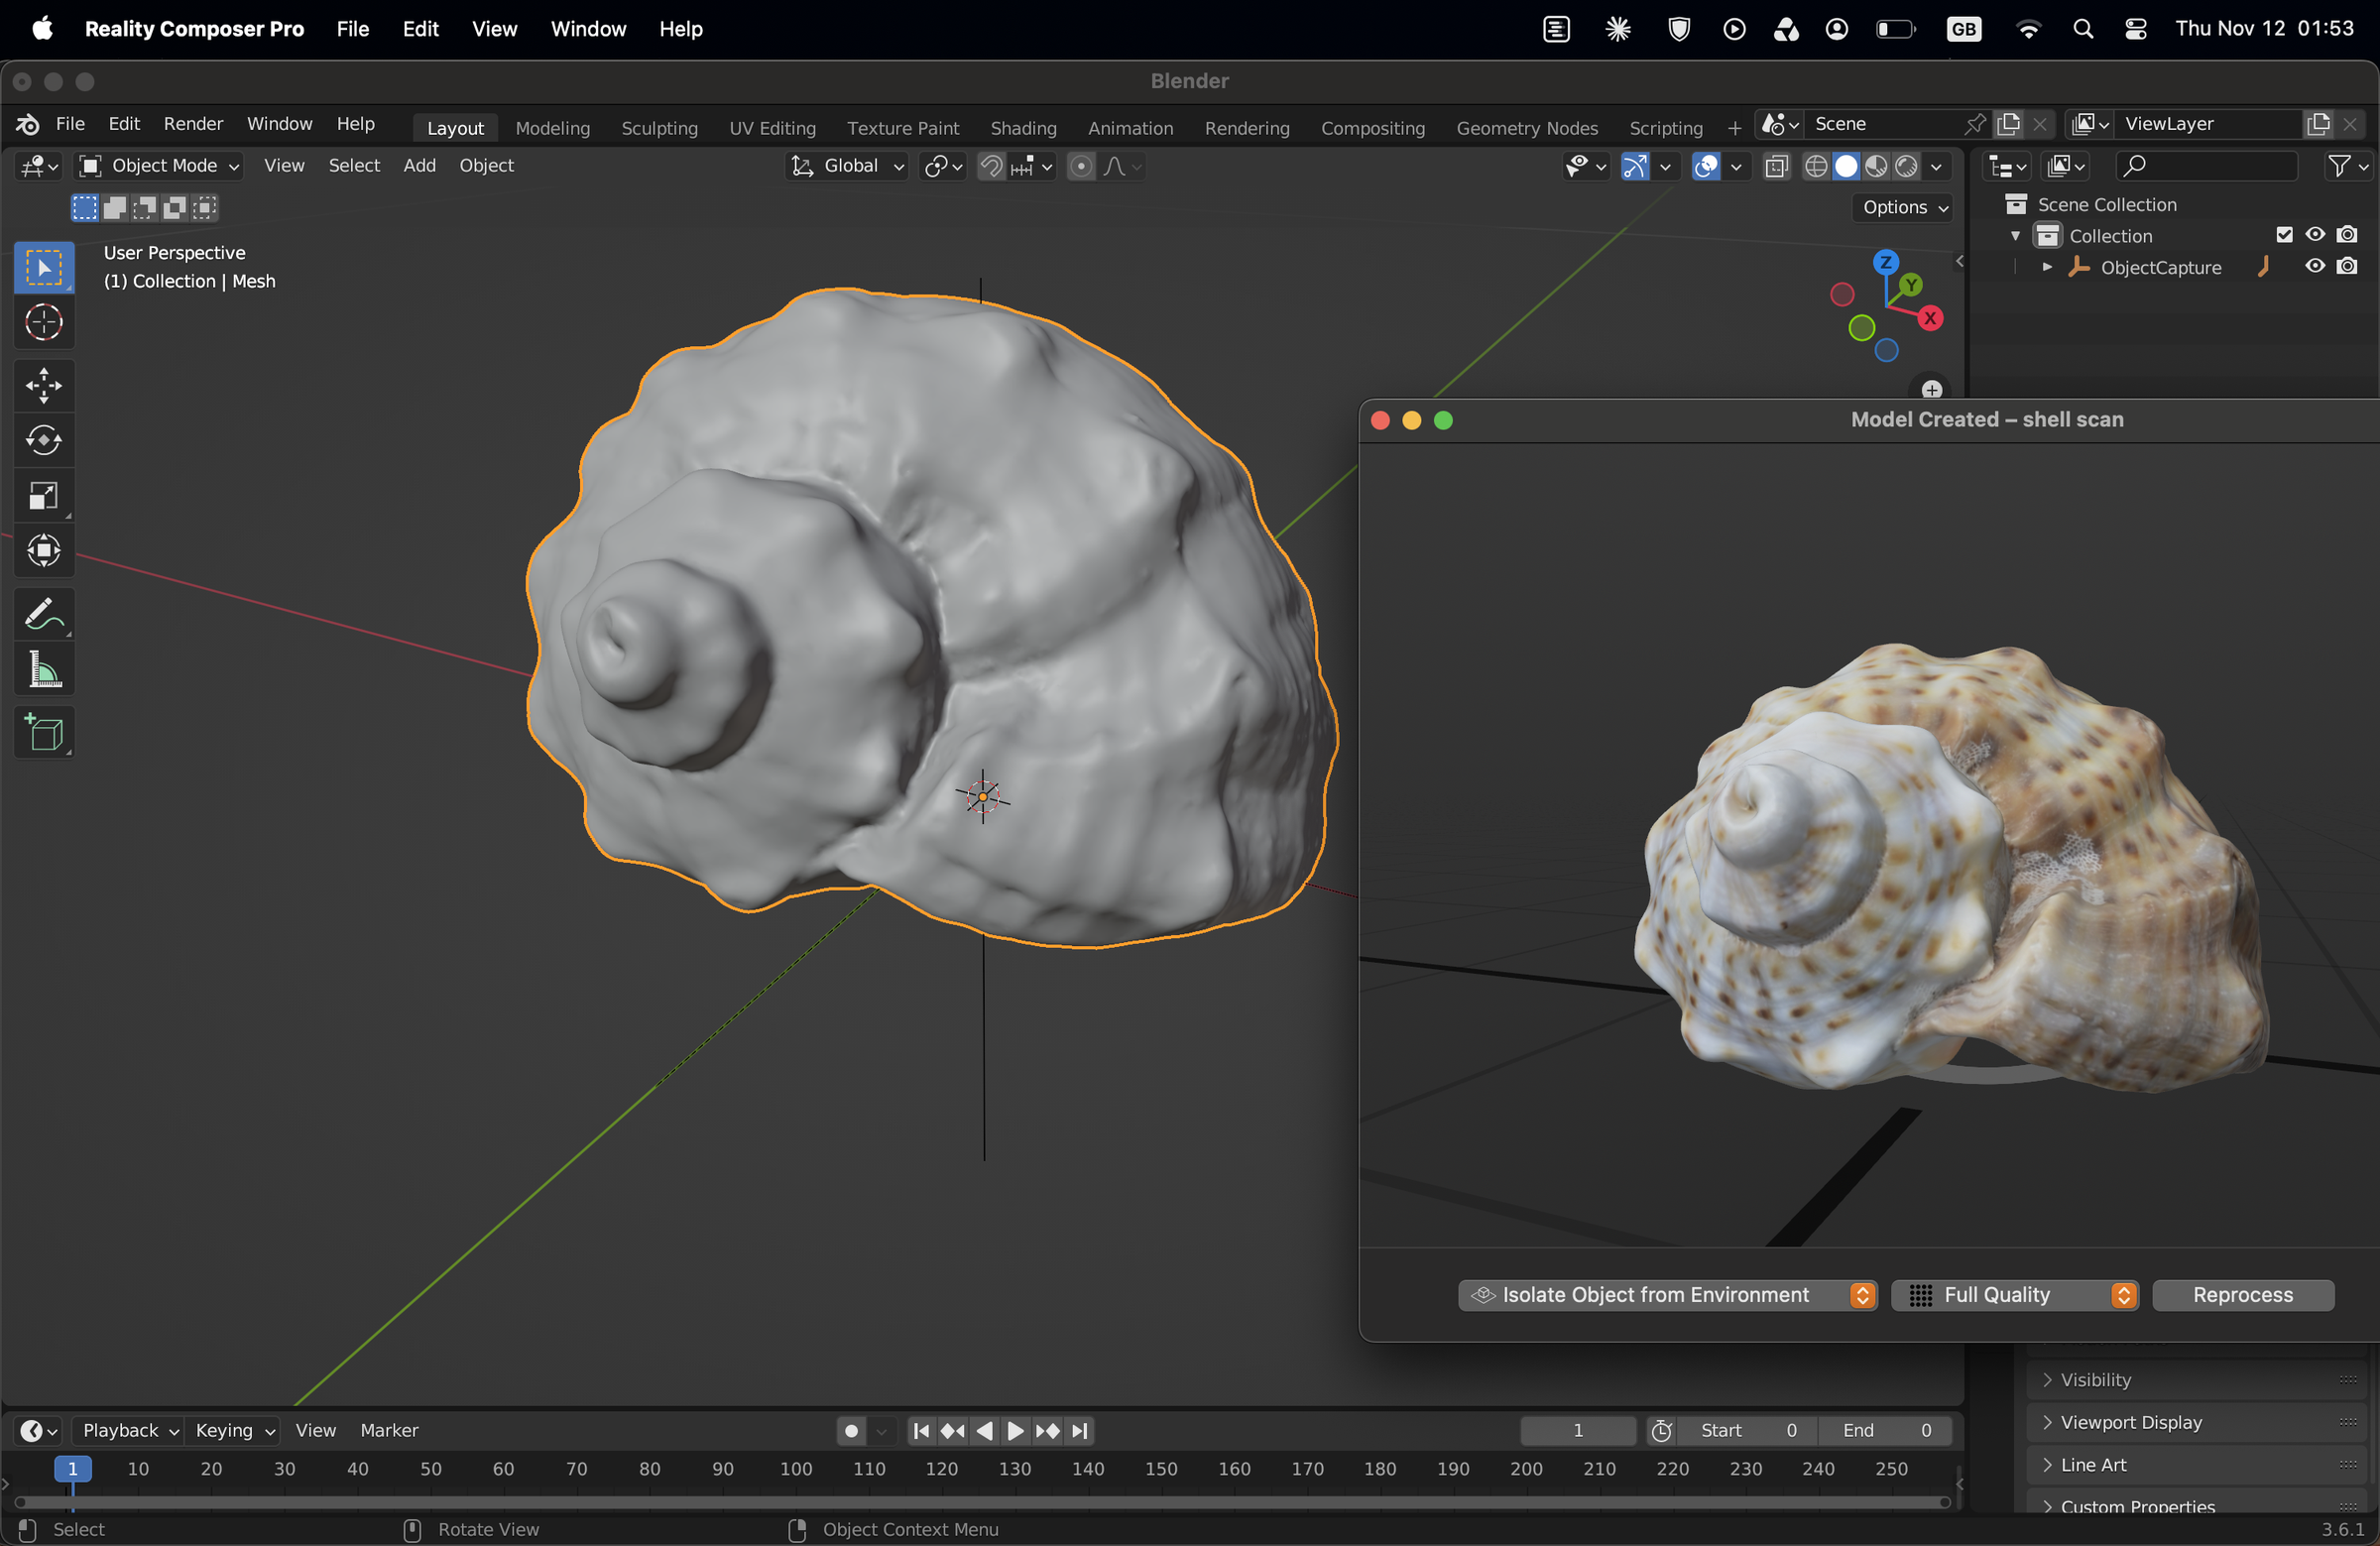 Reality Composer Pro File Edit View Window Help GB Thu Nov 12 01:53
Blender
File Edit Render Window Help Layout Modeling Sculpting UV Editing Texture Paint Shading Animation Rendering Compositing Geometry Nodes Scripting + Scene ViewLayer
Object Mode View Select Add Object Global
Options
User Perspective
(1) Collection | Mesh
Z
Y
X
Scene Collection
Collection
ObjectCapture
Model Created – shell scan
Isolate Object from Environment Full Quality Reprocess
Visibility
Viewport Display
Line Art
Custom Properties
Playback Keying View Marker 1 Start 0 End 0
1 10 20 30 40 50 60 70 80 90 100 110 120 130 140 150 160 170 180 190 200 210 220 230 240 250
Select Rotate View Object Context Menu 3.6.1